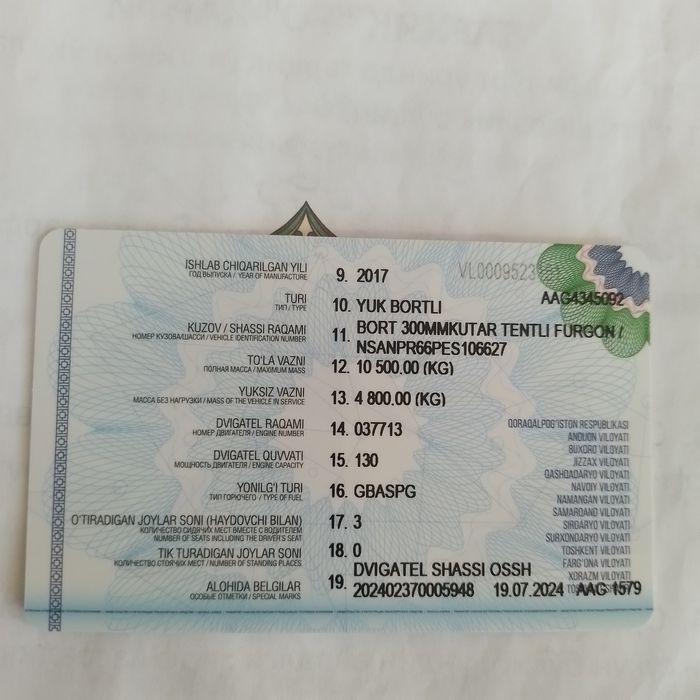 ISHLAB CHIQARILGAN YILI 9. 2017 VL0009523
ГОД ВЫПУСКА / YEAR OF MANUFACTURE
TURI 10. YUK BORTLI AAG4345092
ТИП / TYPE
KUZOV / SHASSI RAQAMI 11. BORT 300MMKUTAR TENTLI FURGON /
НОМЕР КУЗОВА/ШАССИ / VEHICLE IDENTIFICATION NUMBER NSANPR66PES106627
TO'LA VAZNI 12. 10 500.00 (KG)
ПОЛНАЯ МАССА / MAXIMUM MASS
YUKSIZ VAZNI 13. 4 800.00 (KG)
МАССА БЕЗ НАГРУЗКИ / MASS OF THE VEHICLE IN SERVICE
DVIGATEL RAQAMI 14. 037713
НОМЕР ДВИГАТЕЛЯ / ENGINE NUMBER
DVIGATEL QUVVATI 15. 130
МОЩНОСТЬ ДВИГАТЕЛЯ / ENGINE CAPACITY
YONILG'I TURI 16. GBASPG
ТИП ГОРЮЧЕГО / TYPE OF FUEL
O'TIRADIGAN JOYLAR SONI (HAYDOVCHI BILAN) 17. 3
КОЛИЧЕСТВО СИДЯЧИХ МЕСТ ВМЕСТЕ С ВОДИТЕЛЕМ
NUMBER OF SEATS INCLUDING THE DRIVER'S SEAT
TIK TURADIGAN JOYLAR SONI 18. 0
КОЛИЧЕСТВО СТОЯЧИХ МЕСТ / NUMBER OF STANDING PLACES
ALOHIDA BELGILAR 19. DVIGATEL SHASSI OSSH
ОСОБЫЕ ОТМЕТКИ / SPECIAL MARKS 202402370005948 19.07.2024 AAG 1579
QORAQALPOG'ISTON RESPUBLIKASI
ANDIJON VILOYATI
BUXORO VILOYATI
JIZZAX VILOYATI
QASHQADARYO VILOYATI
NAVOIY VILOYATI
NAMANGAN VILOYATI
SAMARQAND VILOYATI
SIRDARYO VILOYATI
SURXONDARYO VILOYATI
TOSHKENT VILOYATI
FARG'ONA VILOYATI
XORAZM VILOYATI